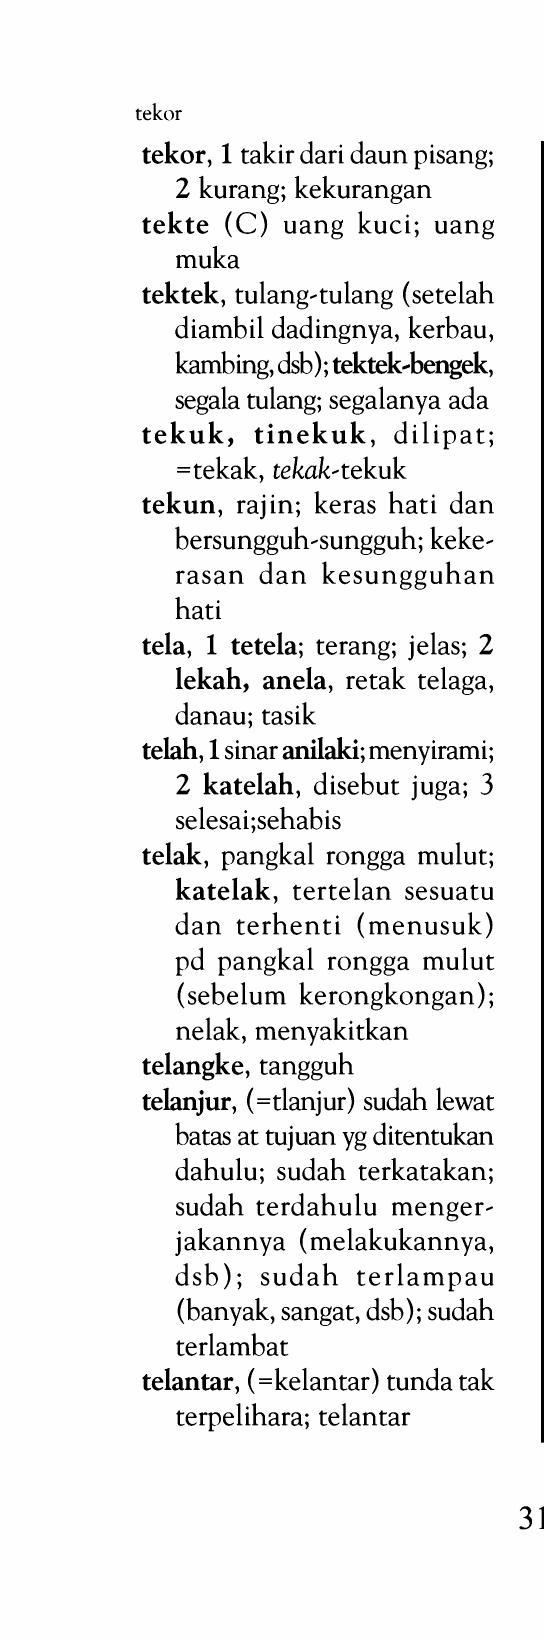 tekor
tekor, 1 takir dari daun pisang;
2 kurang; kekurangan
tekte (C) uang kuci; uang
muka
tektek, tulang-tulang (setelah
diambil dadingnya, kerbau,
kambing, dsb); tektek-bengek,
segala tulang; segalanya ada
tekuk, tinekuk, dilipat;
=tekak, tekak-tekuk
tekun, rajin; keras hati dan
bersungguh-sungguh; keke-
rasan dan kesungguhan
hati
tela, 1 tetela; terang; jelas; 2
lekah, anela, retak telaga,
danau; tasik
telah, 1 sinar anilaki; menyirami;
2 katelah, disebut juga; 3
selesai;sehabis
telak, pangkal rongga mulut;
katelak, tertelan sesuatu
dan terhenti (menusuk)
pd pangkal rongga mulut
(sebelum kerongkongan);
nelak, menyakitkan
telangke, tangguh
telanjur, (=tlanjur) sudah lewat
batas at tujuan yg ditentukan
dahulu; sudah terkatakan;
sudah terdahulu menger-
jakannya (melakukannya,
dsb); sudah terlampau
(banyak, sangat, dsb); sudah
terlambat
telantar, (=kelantar) tunda tak
terpelihara; telantar
31